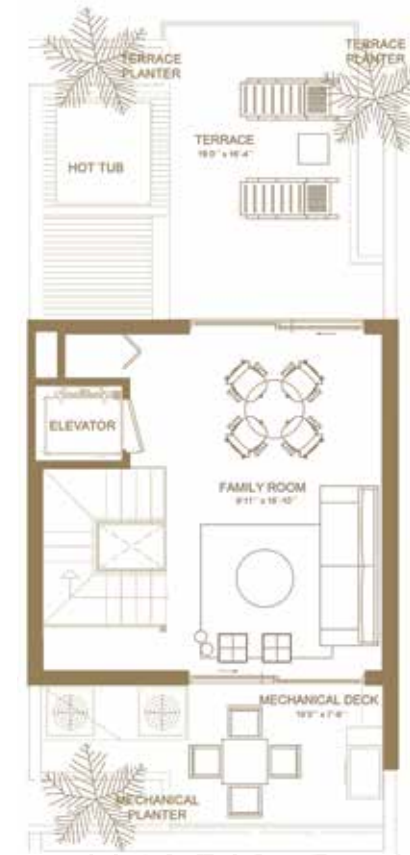 TERRACE
PLANTER
TERRACE
PLANTER
TERRACE
HOT TUB
ELEVATOR
FAMILY ROOM
MECHANICAL DECK
MECHANICAL
PLANTER